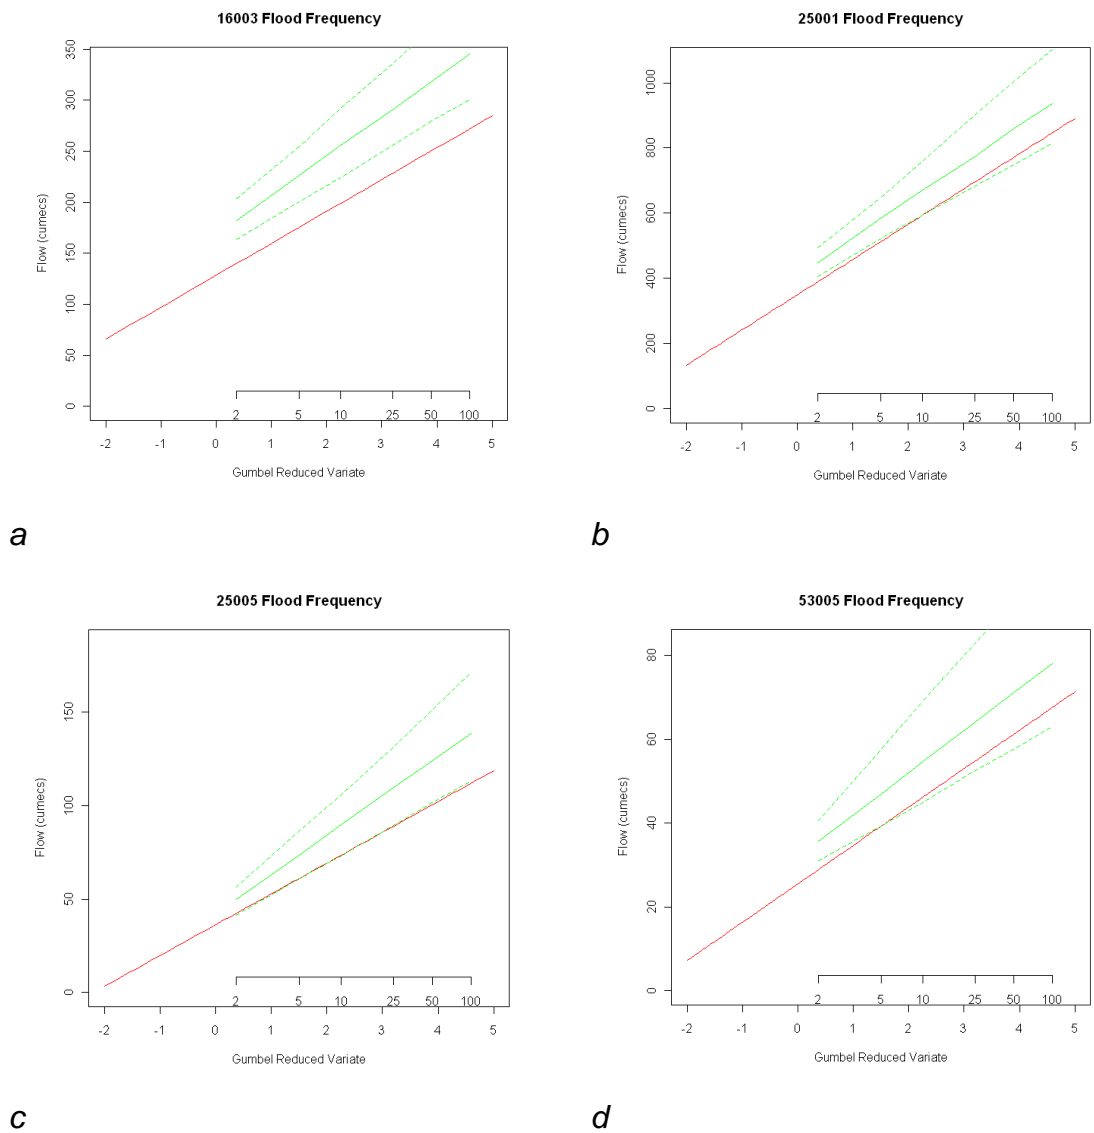 16003 Flood Frequency
Flow (cumecs)
350
300
250
200
150
100
50
0
2 5 10 25 50 100
-2 -1 0 1 2 3 4 5
Gumbel Reduced Variate
a
25001 Flood Frequency
Flow (cumecs)
1000
800
600
400
200
0
2 5 10 25 50 100
-2 -1 0 1 2 3 4 5
Gumbel Reduced Variate
b
25005 Flood Frequency
Flow (cumecs)
150
100
50
0
2 5 10 25 50 100
-2 -1 0 1 2 3 4 5
Gumbel Reduced Variate
c
53005 Flood Frequency
Flow (cumecs)
80
60
40
20
0
2 5 10 25 50 100
-2 -1 0 1 2 3 4 5
Gumbel Reduced Variate
d